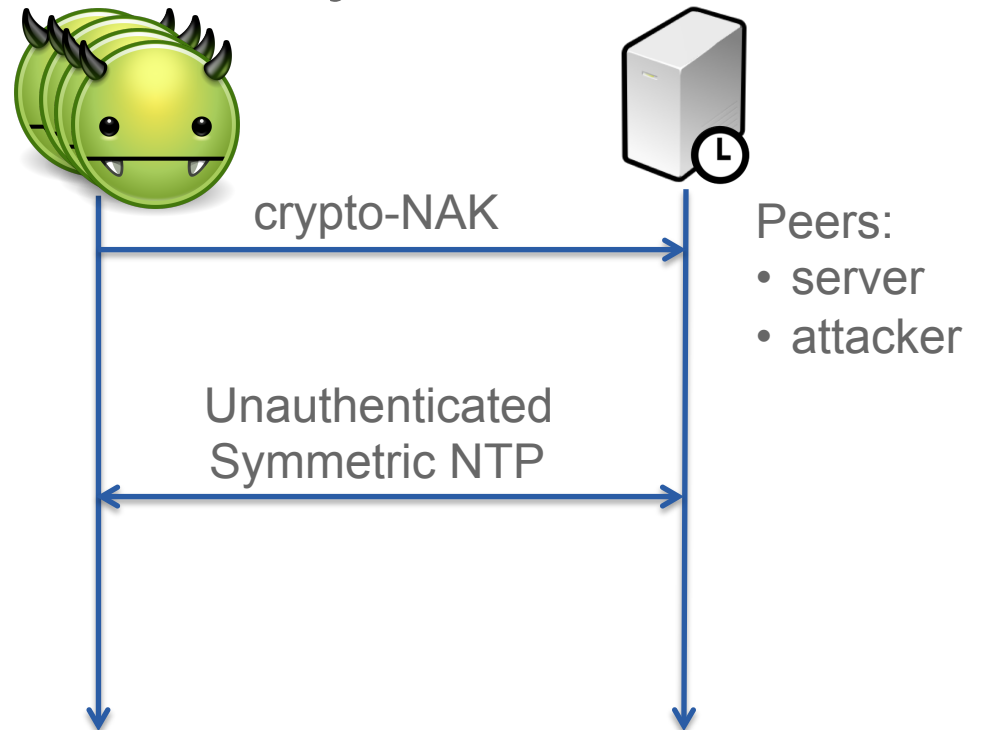 crypto-NAK
Peers:
• server
• attacker
Unauthenticated
Symmetric NTP